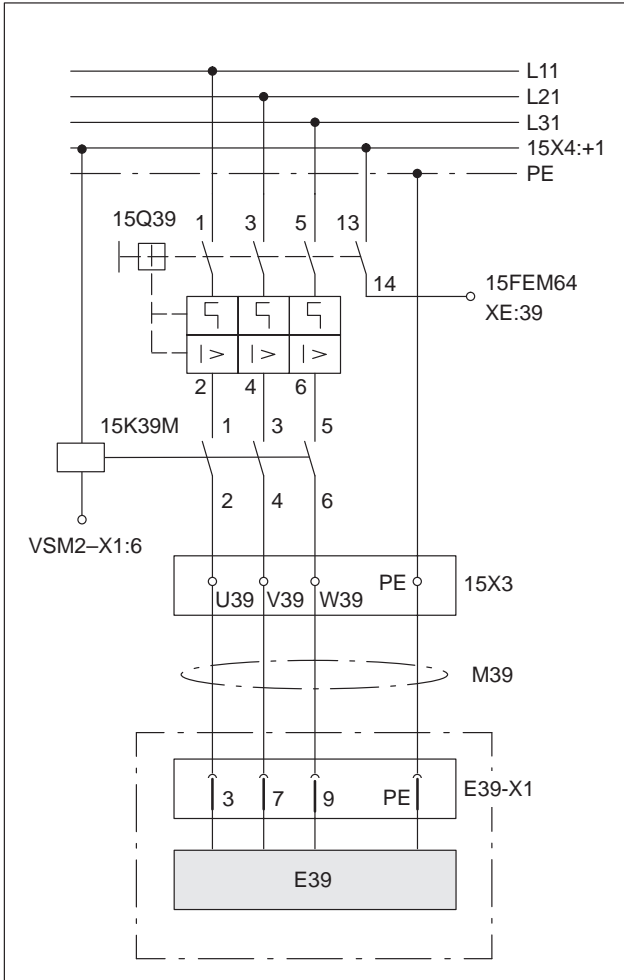 L11
L21
L31
15X4:+1
PE
15Q39 1 3 5 13
14 15FEM64
XE:39
I> I> I>
2 4 6
15K39M 1 3 5
2 4 6
VSM2–X1:6
U39 V39 W39 PE 15X3
M39
3 7 9 PE E39-X1
E39